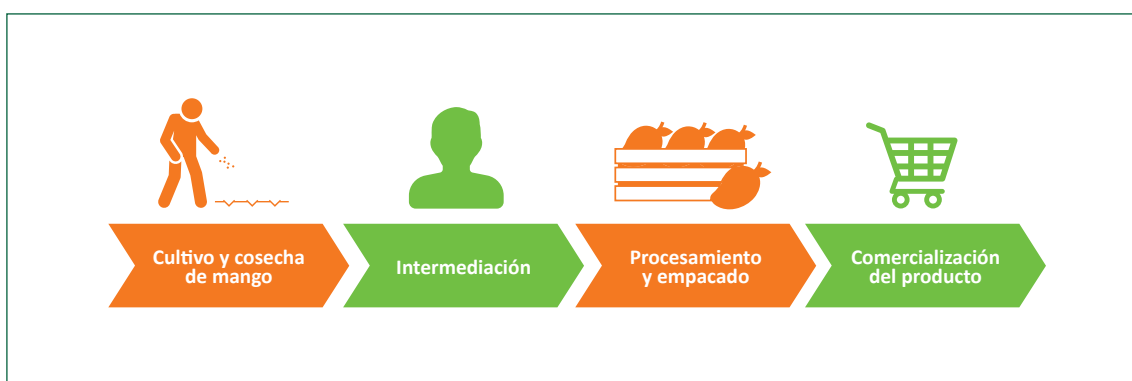 Cultivo y cosecha
de mango
Intermediación
Procesamiento
y empacado
Comercialización
del producto